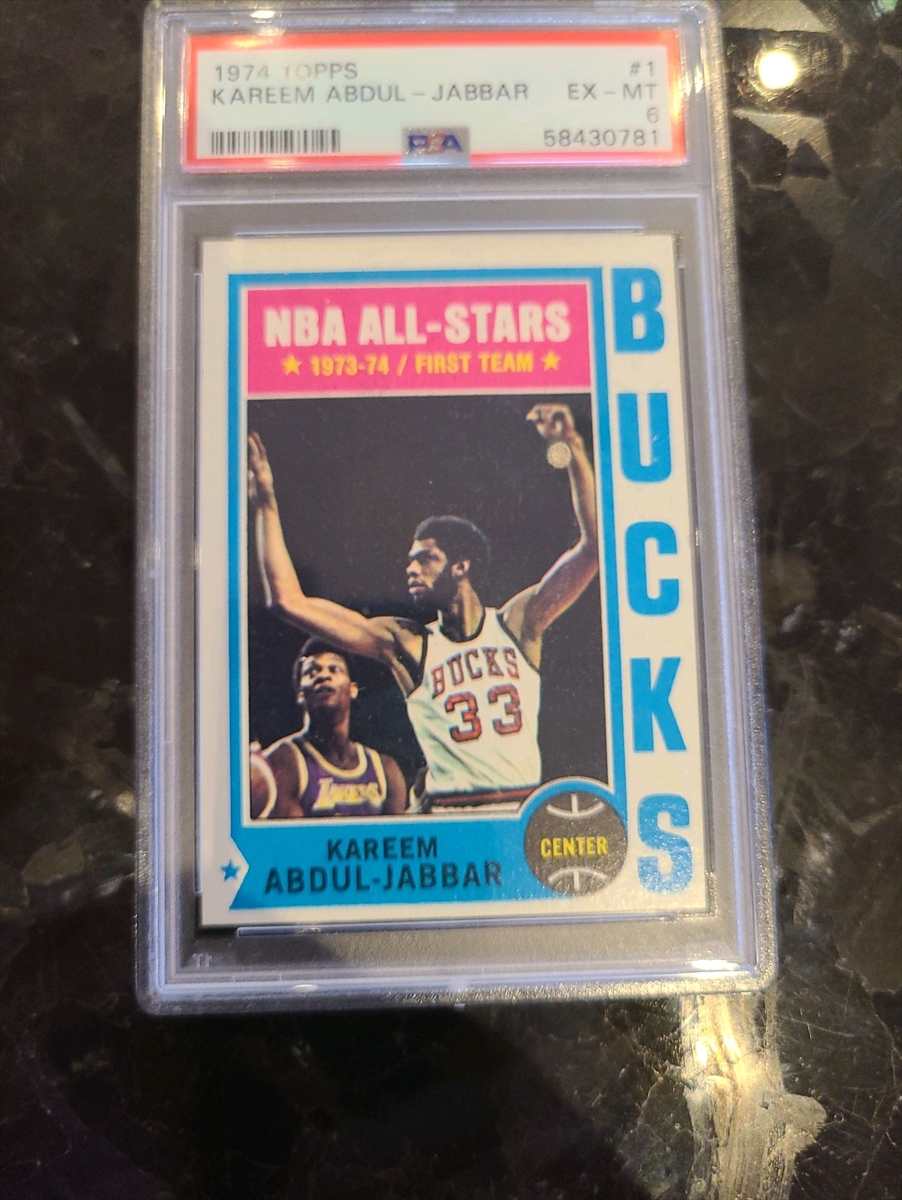 1974 TOPPS #1
KAREEM ABDUL-JABBAR EX-MT
6
PSA 58430781
NBA ALL-STARS
★ 1973-74 / FIRST TEAM ★
BUCKS
BUCKS
33
LAKERS
KAREEM
ABDUL-JABBAR
CENTER